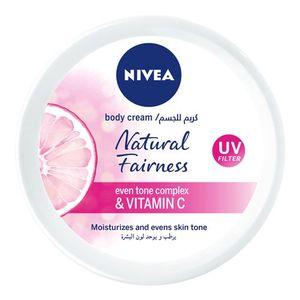 NIVEA
body cream/كريم للجسم
Natural
Fairness
UV
FILTER
even tone complex
& VITAMIN C
Moisturizes and evens skin tone
يرطب و يوحد لون البشرة